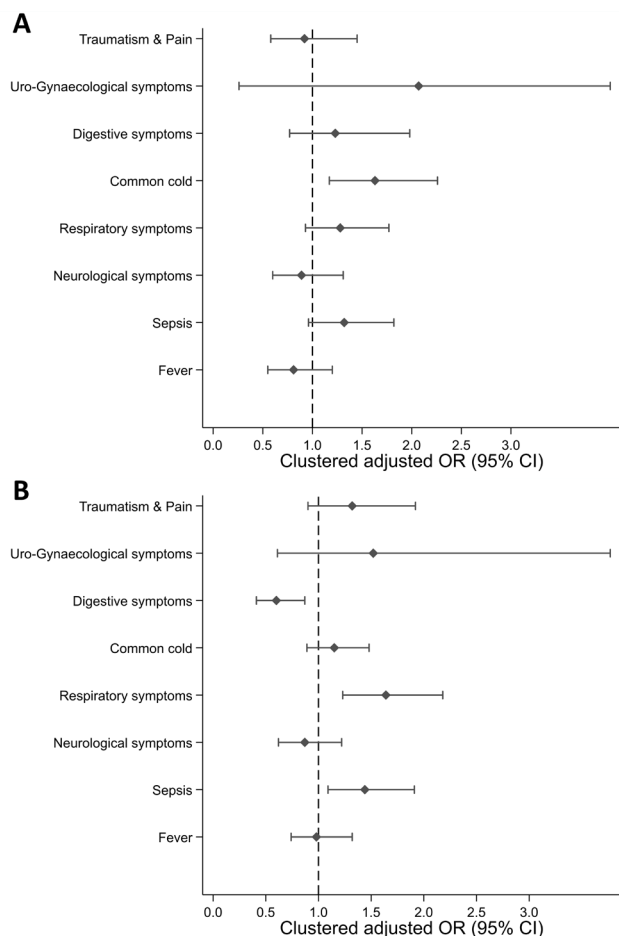 A
Traumatism & Pain
Uro-Gynaecological symptoms
Digestive symptoms
Common cold
Respiratory symptoms
Neurological symptoms
Sepsis
Fever
0.0 0.5 1.0 1.5 2.0 2.5 3.0
Clustered adjusted OR (95% CI)
B
Traumatism & Pain
Uro-Gynaecological symptoms
Digestive symptoms
Common cold
Respiratory symptoms
Neurological symptoms
Sepsis
Fever
0.0 0.5 1.0 1.5 2.0 2.5 3.0
Clustered adjusted OR (95% CI)